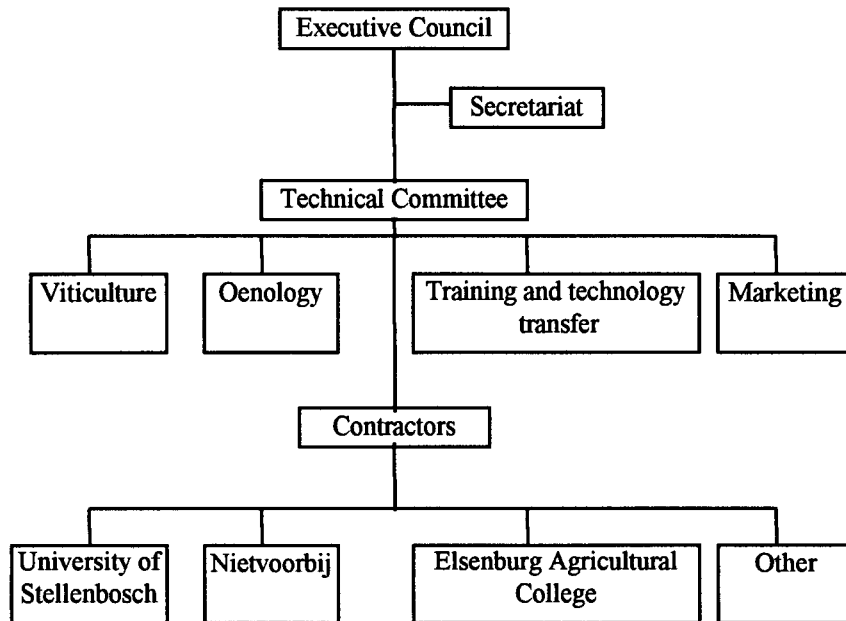 Executive Council
Secretariat
Technical Committee
Viticulture
Oenology
Training and technology
transfer
Marketing
Contractors
University of
Stellenbosch
Nietvoorbij
Elsenburg Agricultural
College
Other